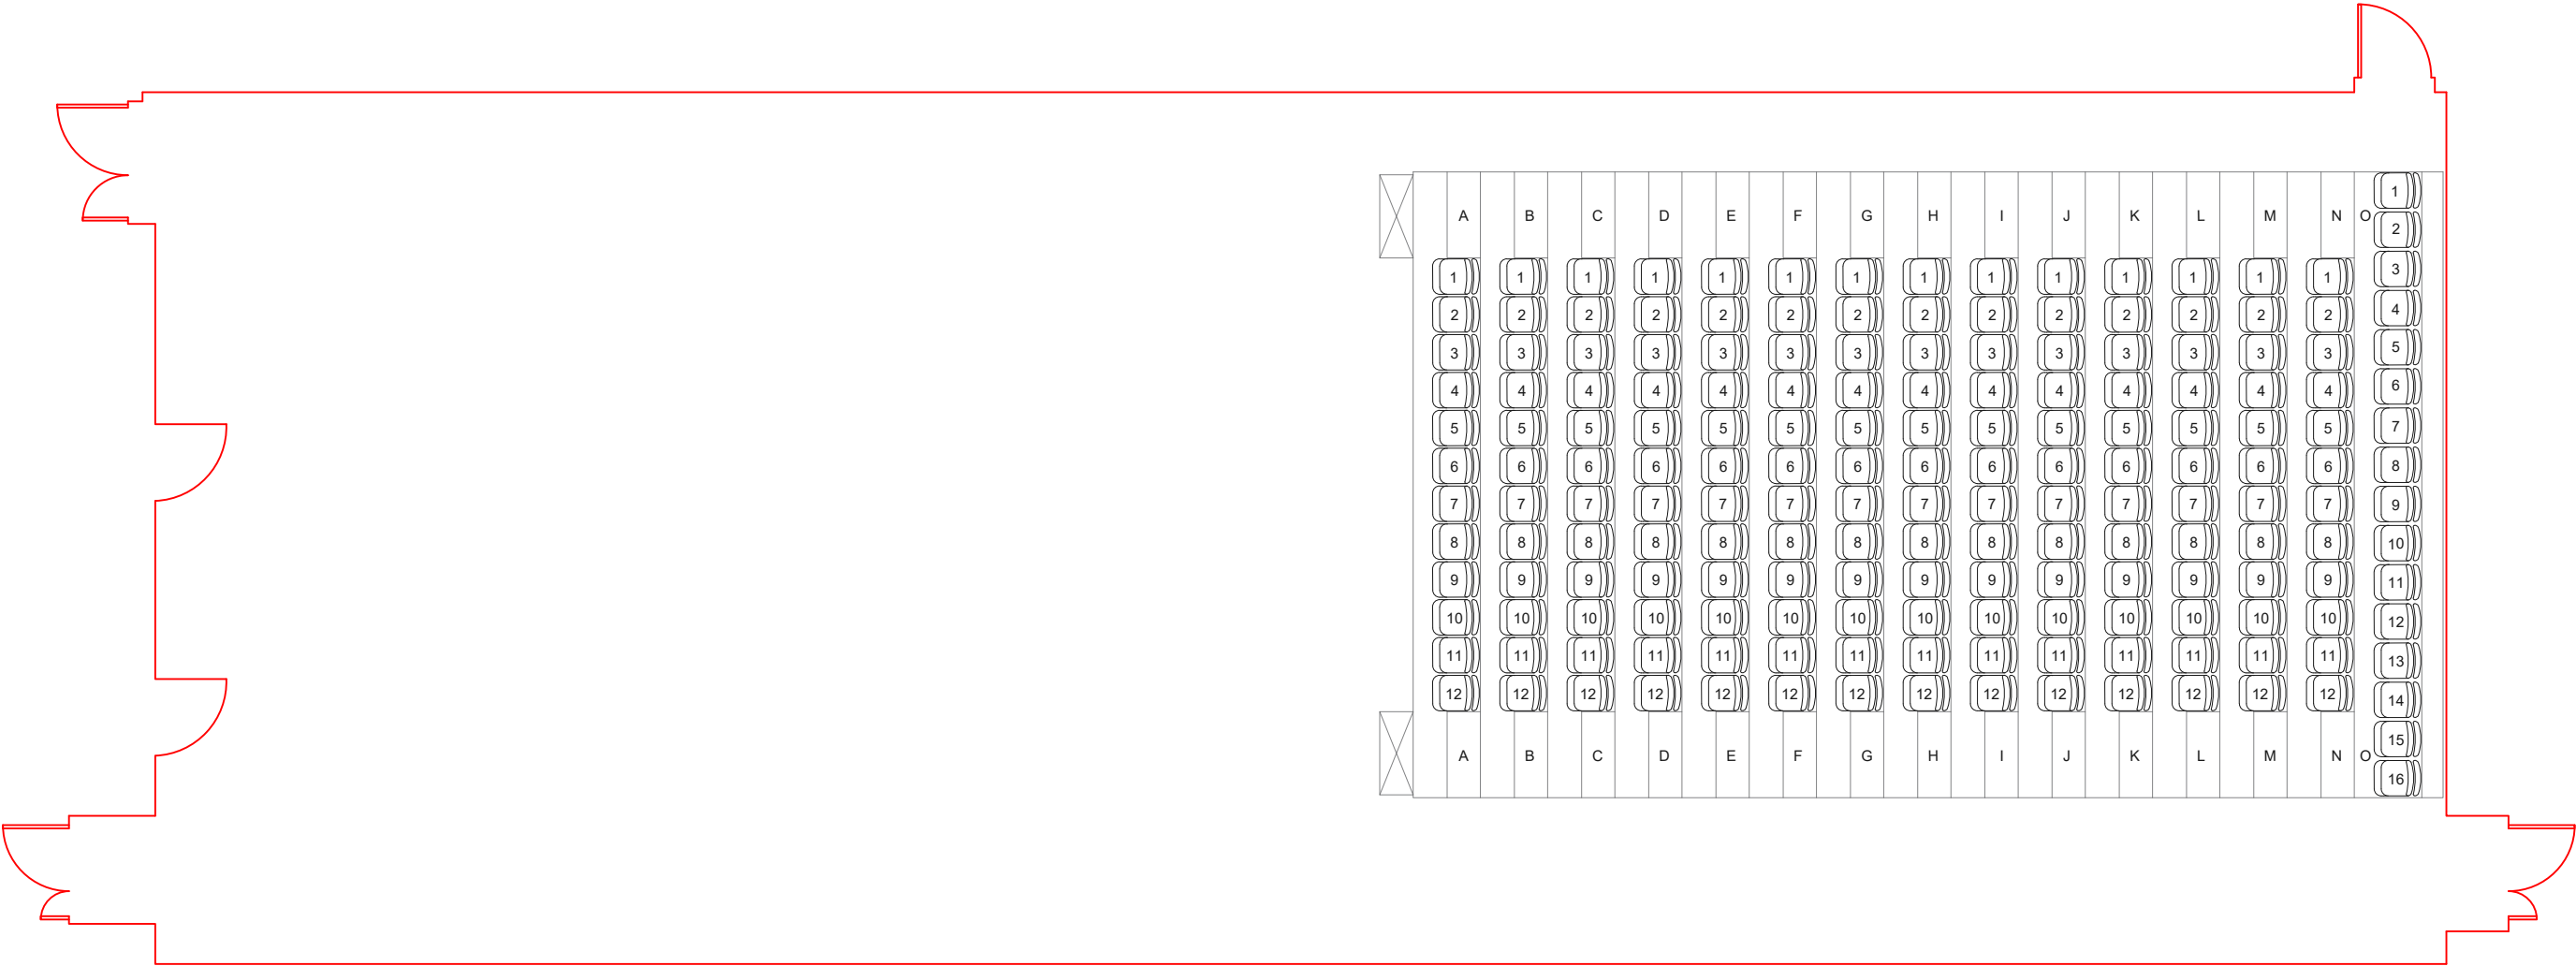 1
A B C D E F G H I J K L M N O 2
1 1 1 1 1 1 1 1 1 1 1 1 1 1 3
2 2 2 2 2 2 2 2 2 2 2 2 2 2 4
3 3 3 3 3 3 3 3 3 3 3 3 3 3 5
4 4 4 4 4 4 4 4 4 4 4 4 4 4 6
5 5 5 5 5 5 5 5 5 5 5 5 5 5 7
6 6 6 6 6 6 6 6 6 6 6 6 6 6 8
7 7 7 7 7 7 7 7 7 7 7 7 7 7 9
8 8 8 8 8 8 8 8 8 8 8 8 8 8 10
9 9 9 9 9 9 9 9 9 9 9 9 9 9 11
10 10 10 10 10 10 10 10 10 10 10 10 10 10 12
11 11 11 11 11 11 11 11 11 11 11 11 11 11 13
12 12 12 12 12 12 12 12 12 12 12 12 12 12 14
A B C D E F G H I J K L M N O 15
16